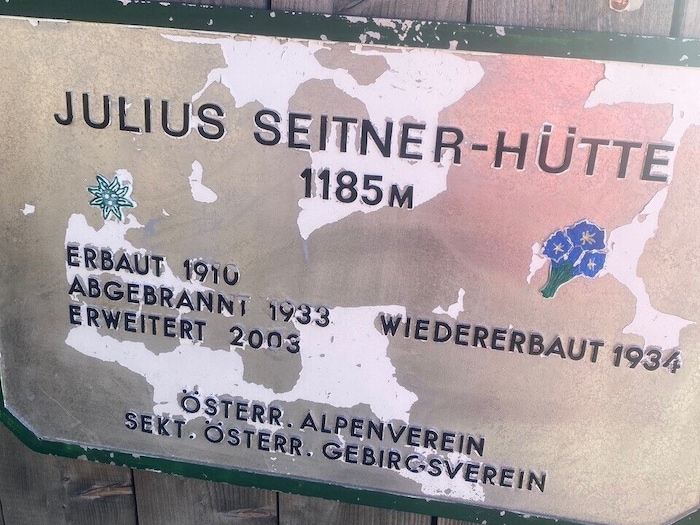 JULIUS SEITNER-HÜTTE
1185M
ERBAUT 1910
ABGEBRANNT 1933 WIEDERERBAUT 1934
ERWEITERT 2003
ÖSTERR. ALPENVEREIN
SEKT. ÖSTERR. GEBIRGSVEREIN